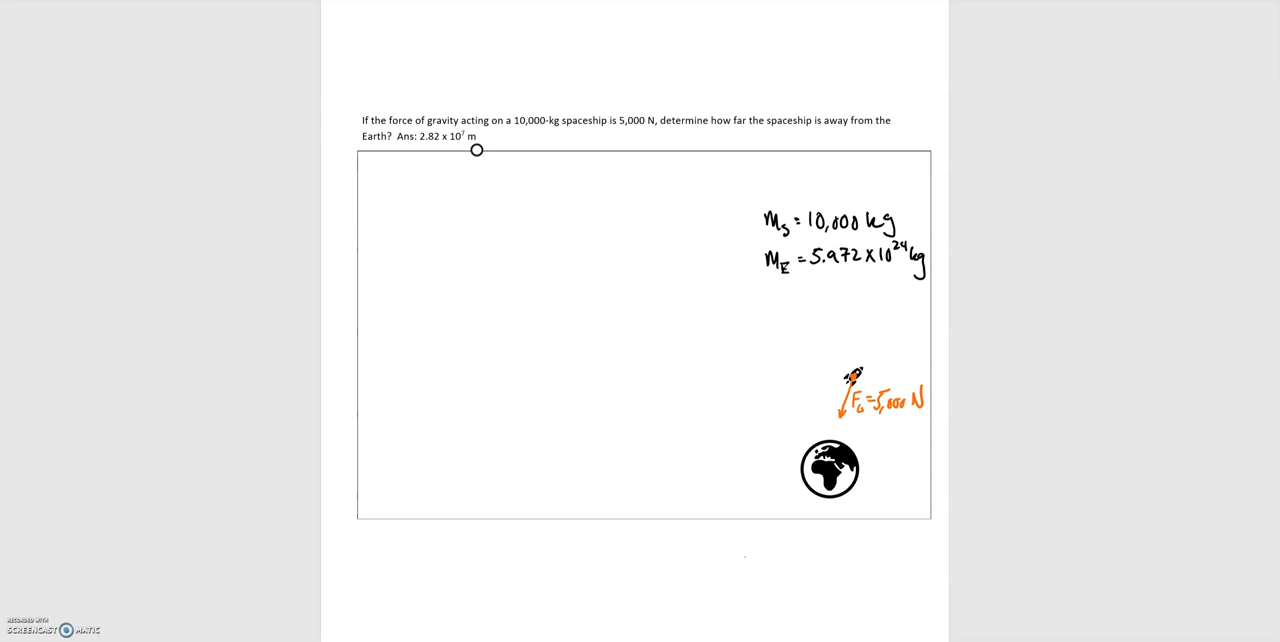 If the force of gravity acting on a 10,000-kg spaceship is 5,000 N, determine how far the spaceship is away from the
Earth? Ans: 2.82 x 10⁷ m
mₛ = 10,000 kg
m_E = 5.972 x 10²⁴ kg
F_G = 5,000 N
RECORDED WITH
SCREENCAST MATIC